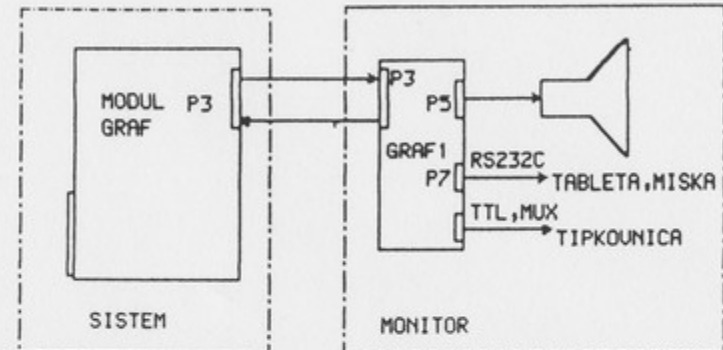 MODUL
GRAF
P3
P3
P5
GRAF1
P7
RS232C
TABLETA,MISKA
TTL,MUX
TIPKOVNICA
SISTEM
MONITOR